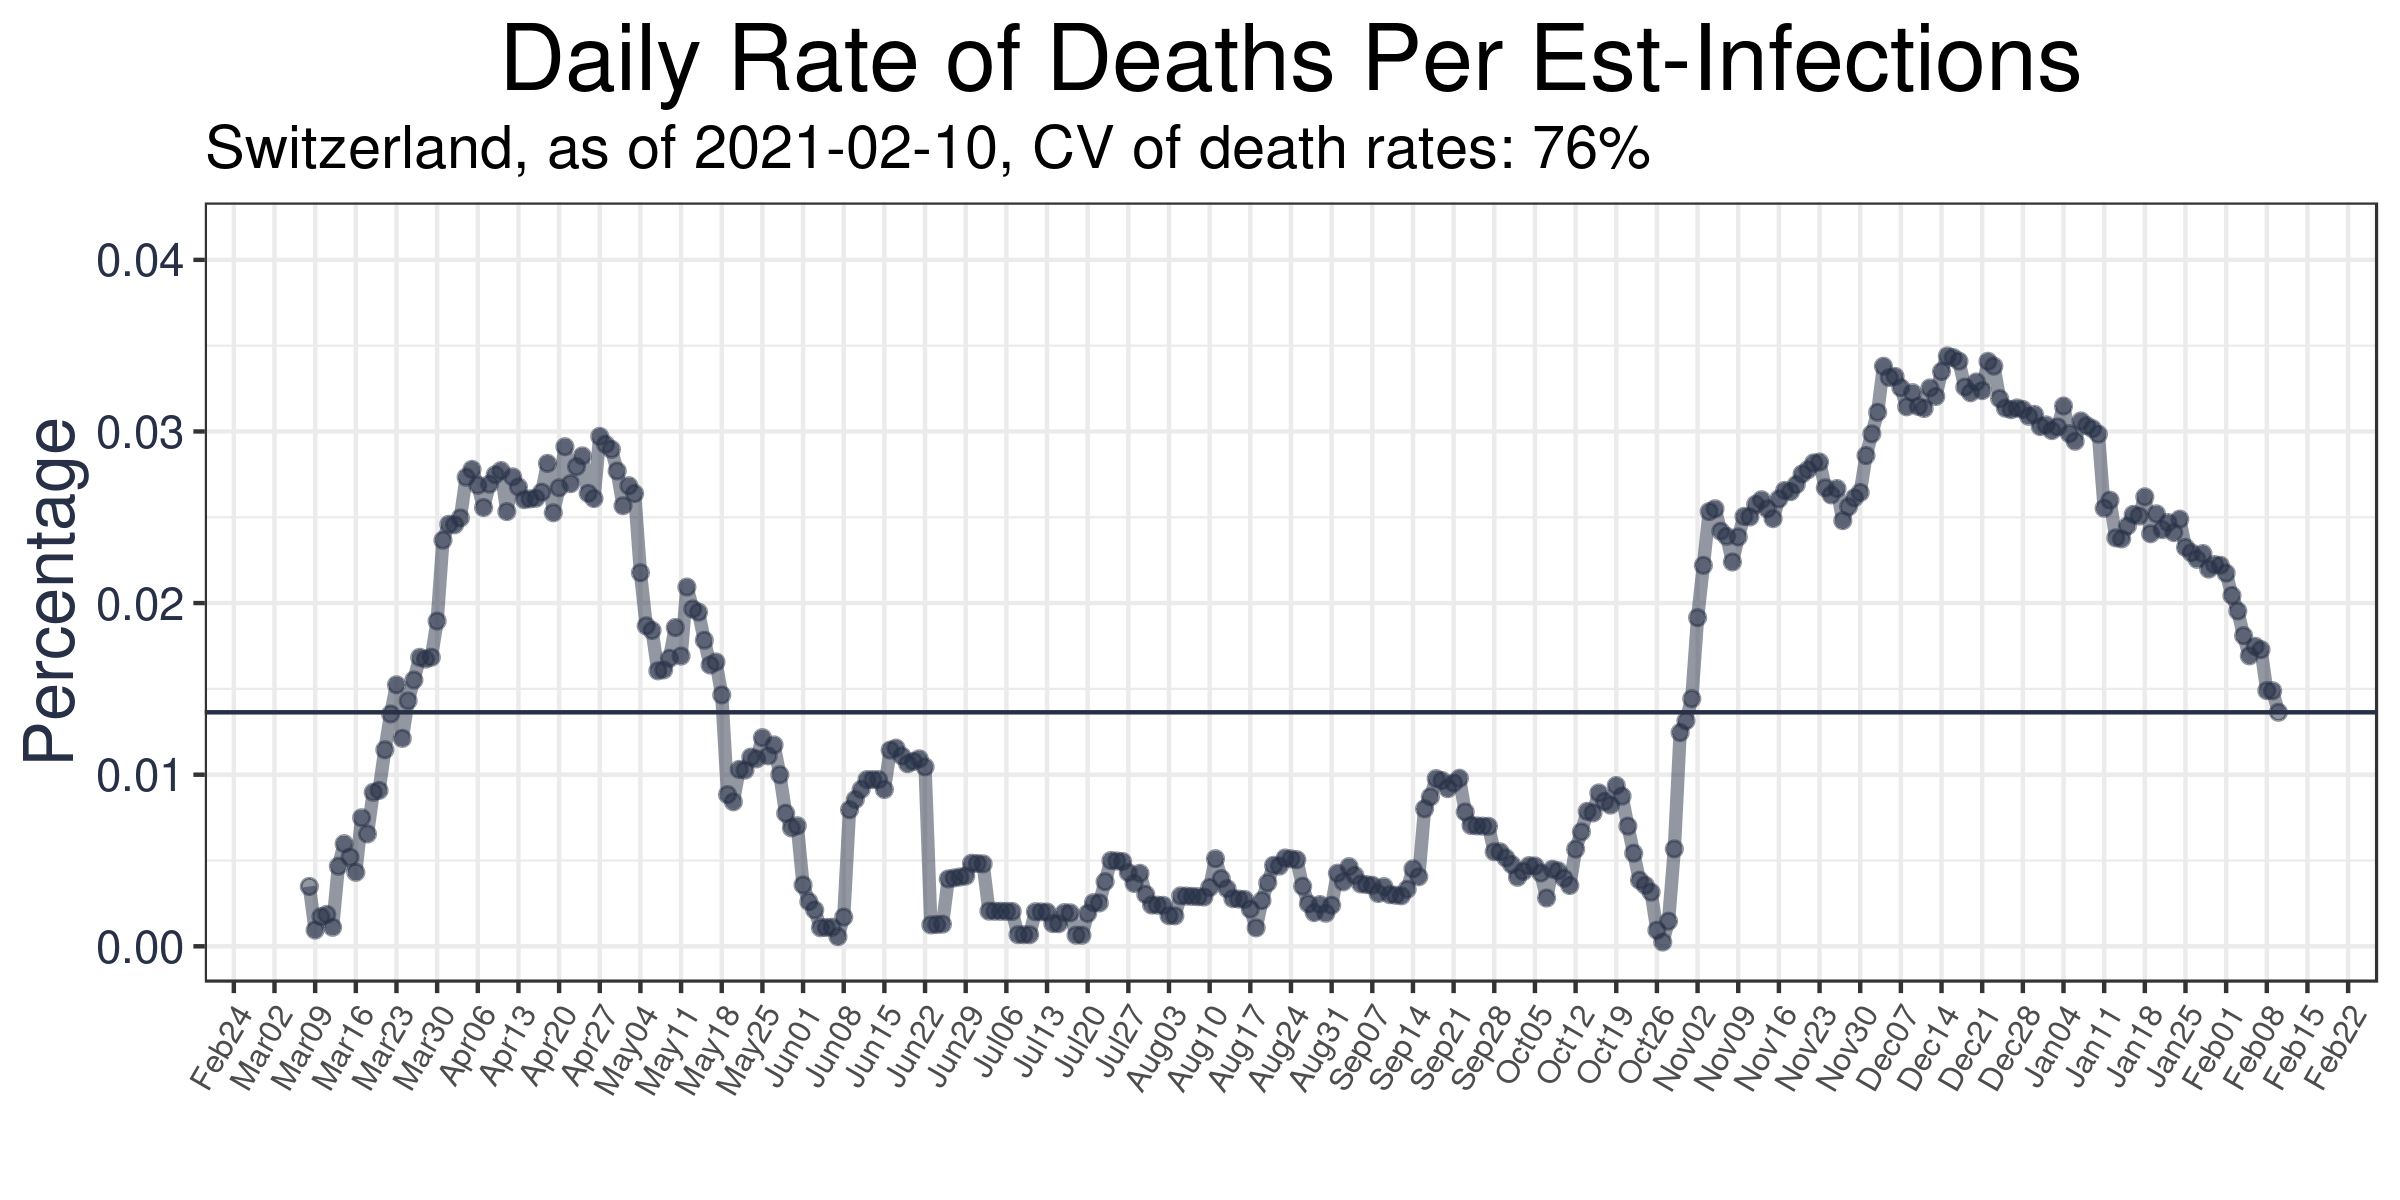 Daily Rate of Deaths Per Est-Infections
Switzerland, as of 2021-02-10, CV of death rates: 76%
Percentage
0.04
0.03
0.02
0.01
0.00
Feb24 Mar02 Mar09 Mar16 Mar23 Mar30 Apr06 Apr13 Apr20 Apr27 May04 May11 May18 May25 Jun01 Jun08 Jun15 Jun22 Jun29 Jul06 Jul13 Jul20 Jul27 Aug03 Aug10 Aug17 Aug24 Aug31 Sep07 Sep14 Sep21 Sep28 Oct05 Oct12 Oct19 Oct26 Nov02 Nov09 Nov16 Nov23 Nov30 Dec07 Dec14 Dec21 Dec28 Jan04 Jan11 Jan18 Jan25 Feb01 Feb08 Feb15 Feb22